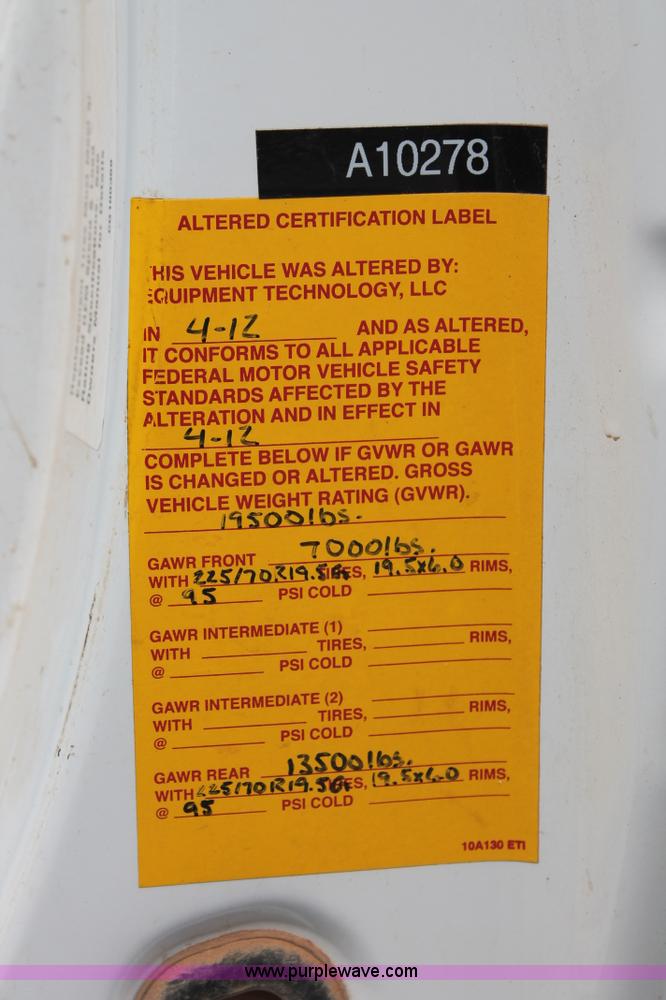 A10278
ALTERED CERTIFICATION LABEL
THIS VEHICLE WAS ALTERED BY:
EQUIPMENT TECHNOLOGY, LLC
IN 4-12 AND AS ALTERED,
IT CONFORMS TO ALL APPLICABLE
FEDERAL MOTOR VEHICLE SAFETY
STANDARDS AFFECTED BY THE
ALTERATION AND IN EFFECT IN
4-12
COMPLETE BELOW IF GVWR OR GAWR
IS CHANGED OR ALTERED. GROSS
VEHICLE WEIGHT RATING (GVWR).
19500lbs.
GAWR FRONT 7000lbs.
WITH 225/70R19.5 TIRES, 19.5x6.0 RIMS,
@ 95 PSI COLD
GAWR INTERMEDIATE (1)
WITH TIRES, RIMS,
@ PSI COLD
GAWR INTERMEDIATE (2)
WITH TIRES, RIMS,
@ PSI COLD
GAWR REAR 13500lbs.
WITH 225/70R19.5 TIRES, 19.5x6.0 RIMS,
@ 95 PSI COLD
10A130 ETI
www.purplewave.com